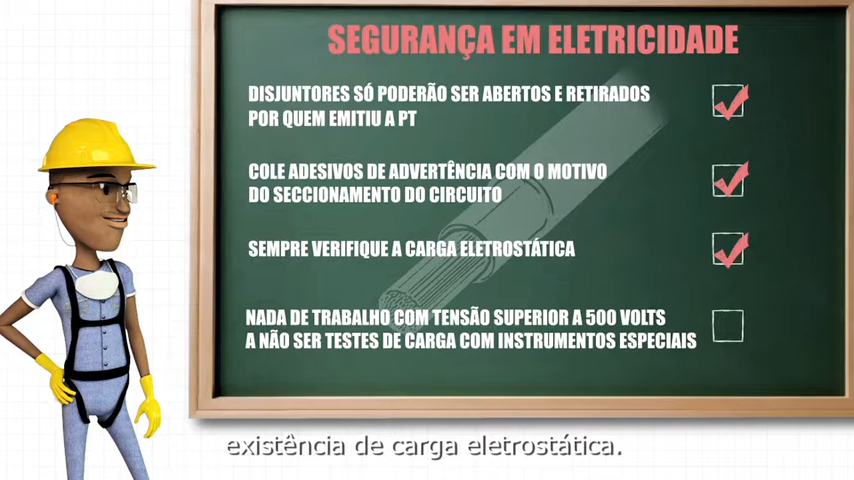 SEGURANÇA EM ELETRICIDADE
DISJUNTORES SÓ PODERÃO SER ABERTOS E RETIRADOS
POR QUEM EMITIU A PT
COLE ADESIVOS DE ADVERTÊNCIA COM O MOTIVO
DO SECCIONAMENTO DO CIRCUITO
SEMPRE VERIFIQUE A CARGA ELETROSTÁTICA
NADA DE TRABALHO COM TENSÃO SUPERIOR A 500 VOLTS
A NÃO SER TESTES DE CARGA COM INSTRUMENTOS ESPECIAIS
existência de carga eletrostática.